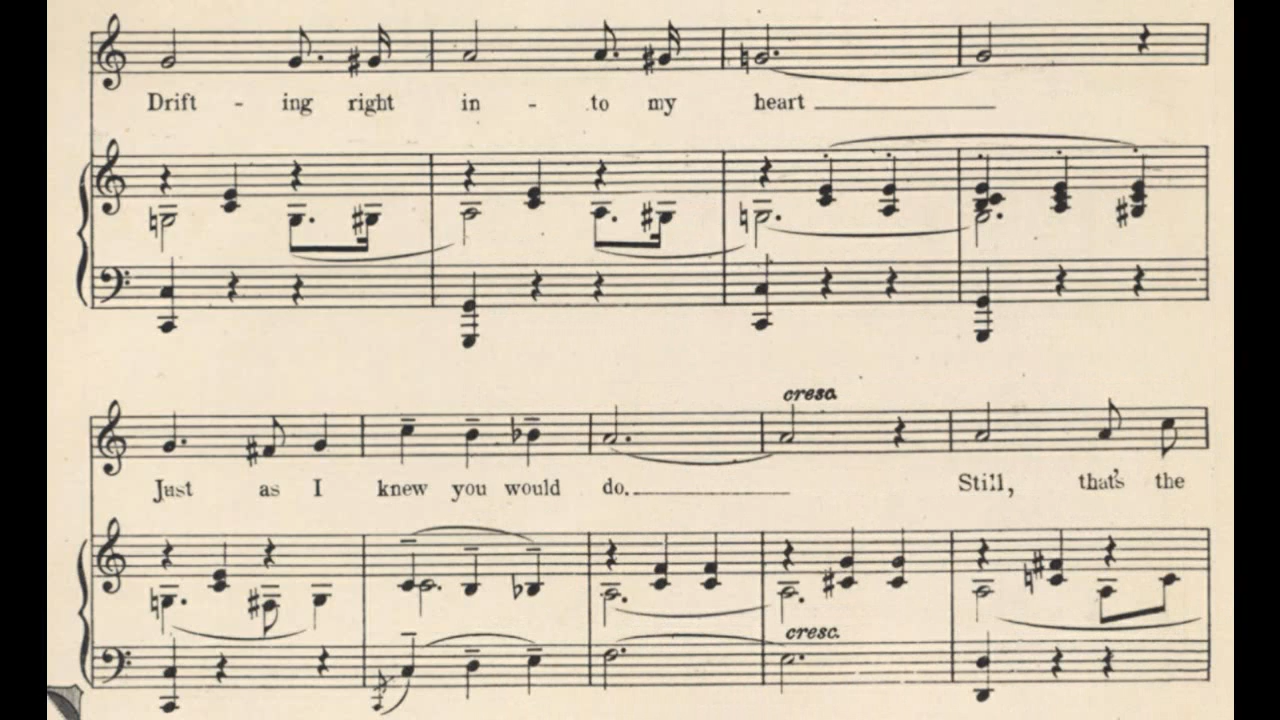 Drift - ing right in - to my heart
cresc.
Just as I knew you would do. Still, that's the
cresc.